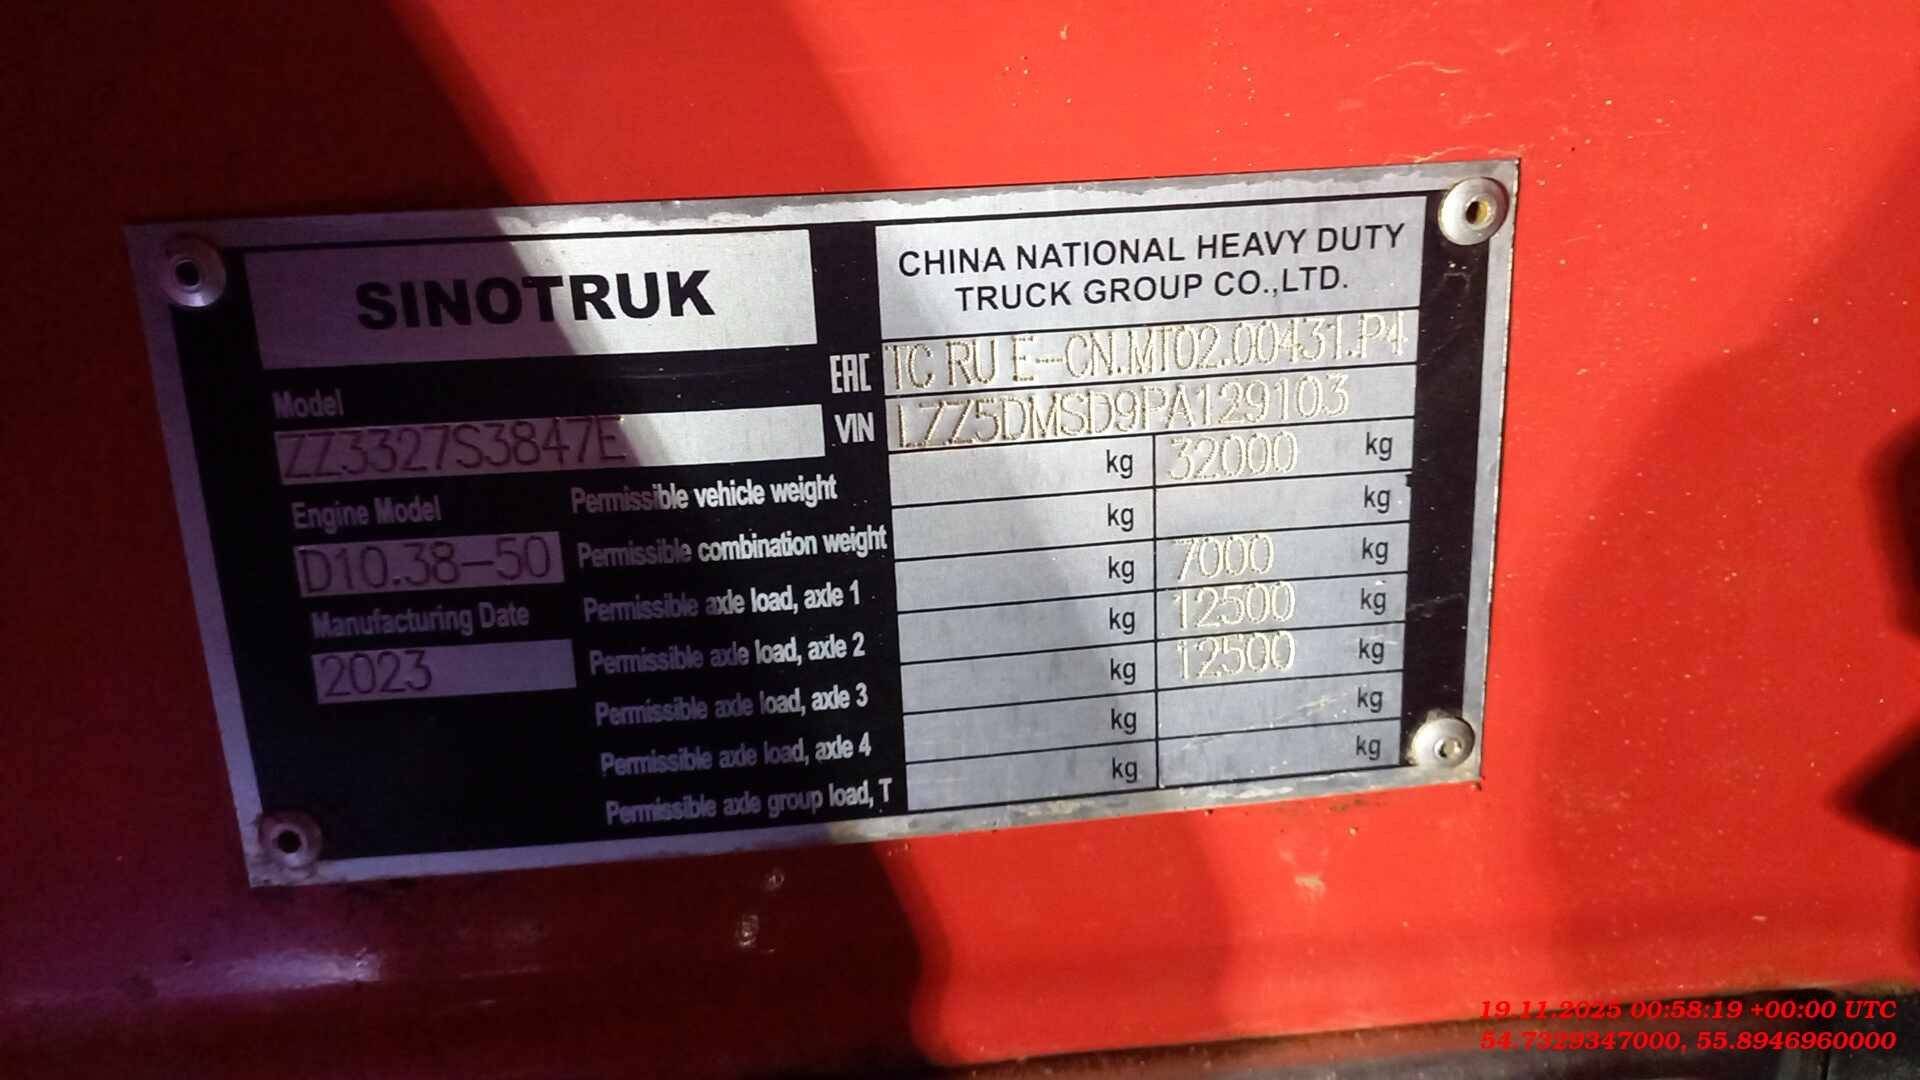 SINOTRUK
CHINA NATIONAL HEAVY DUTY
TRUCK GROUP CO.,LTD.
EAC TC RU E-CN.MT02.00431.P4
Model
VIN LZZ5DMSD9PA129103
ZZ3327S3847E
Permissible vehicle weight kg 32000 kg
Engine Model
Permissible combination weight kg kg
D10.38-50
Permissible axle load, axle 1 kg 7000 kg
Manufacturing Date
Permissible axle load, axle 2 kg 12500 kg
2023
Permissible axle load, axle 3 kg 12500 kg
Permissible axle load, axle 4 kg kg
Permissible axle group load, T kg kg
19.11.2025 00:58:19 +00:00 UTC
54.7329347000, 55.8946960000